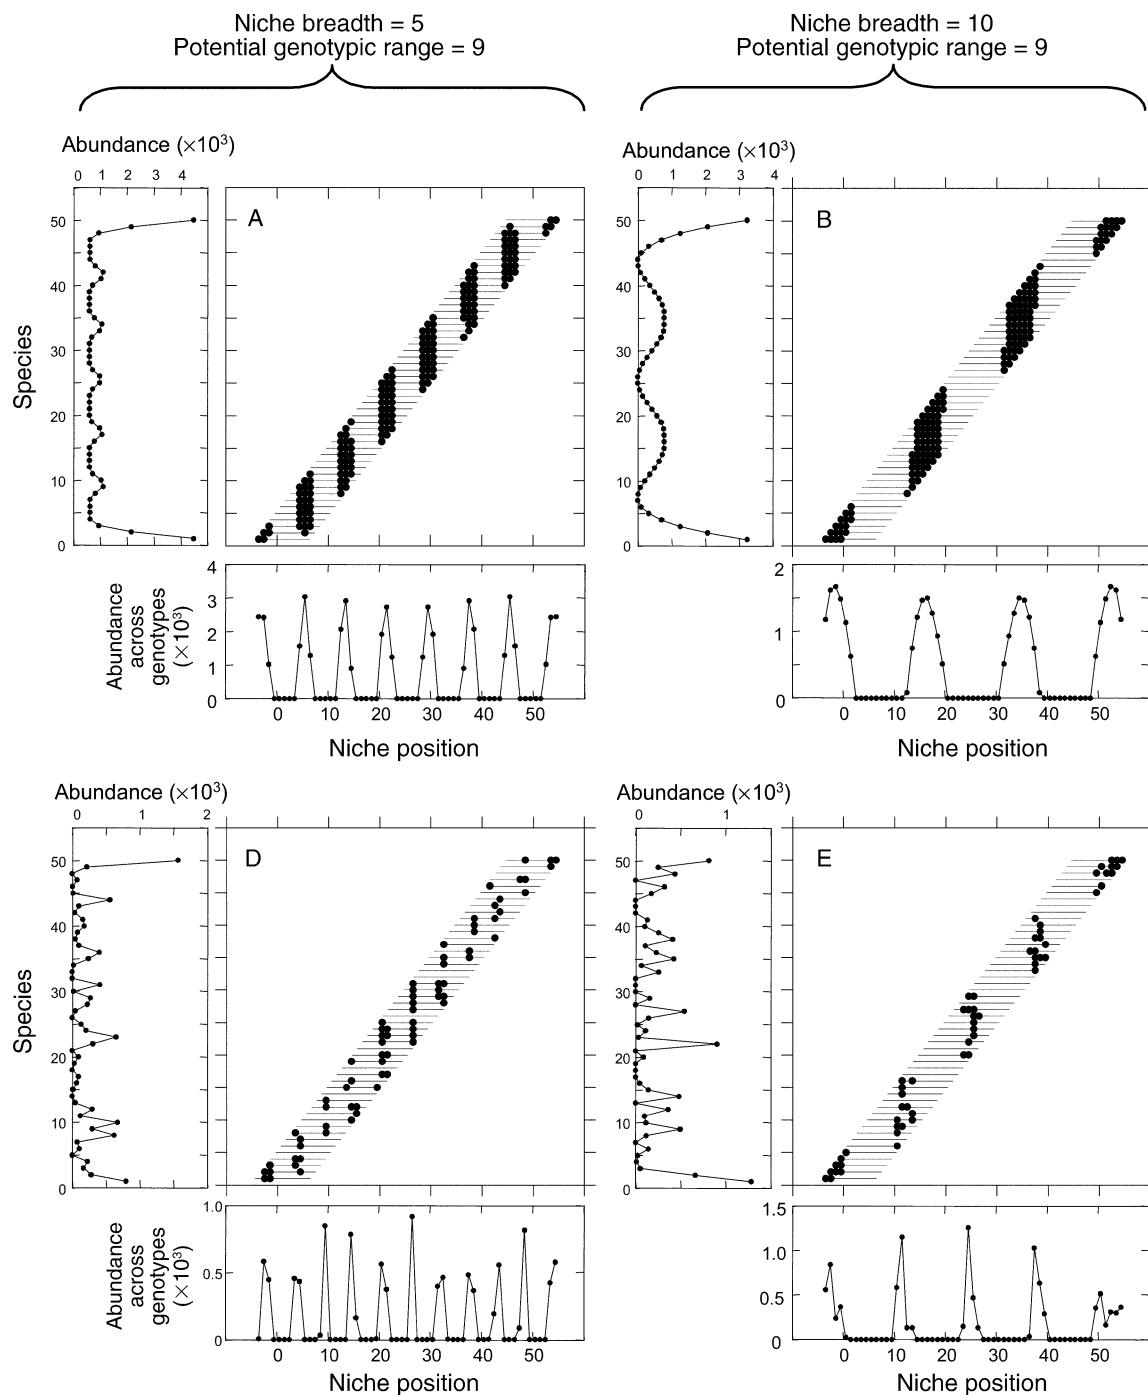 Niche breadth = 5
Potential genotypic range = 9
Niche breadth = 10
Potential genotypic range = 9
Abundance (×10³)
0 1 2 3 4
Abundance (×10³)
0 1 2 3 4
Species
50
40
30
20
10
0
A
50
40
30
20
10
0
B
Abundance
across
genotypes
(×10³)
4
3
2
1
0
0 10 20 30 40 50
Niche position
2
1
0
0 10 20 30 40 50
Niche position
Abundance (×10³)
0 1 2
Abundance (×10³)
0 1
Species
50
40
30
20
10
0
D
50
40
30
20
10
0
E
Abundance
across
genotypes
(×10³)
1.0
0.5
0
0 10 20 30 40 50
Niche position
1.5
1.0
0.5
0
0 10 20 30 40 50
Niche position